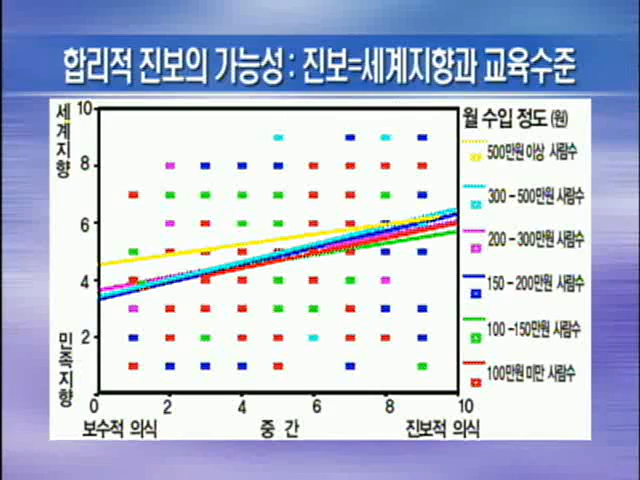 합리적 진보의 가능성 : 진보=세계지향과 교육수준
세계지향
민족지향
10
8
6
4
2
0 2 4 6 8 10
보수적 의식 중 간 진보적 의식
월 수입 정도 (원)
500만원 이상 사람수
300 - 500만원 사람수
200 - 300만원 사람수
150 - 200만원 사람수
100 - 150만원 사람수
100만원 미만 사람수